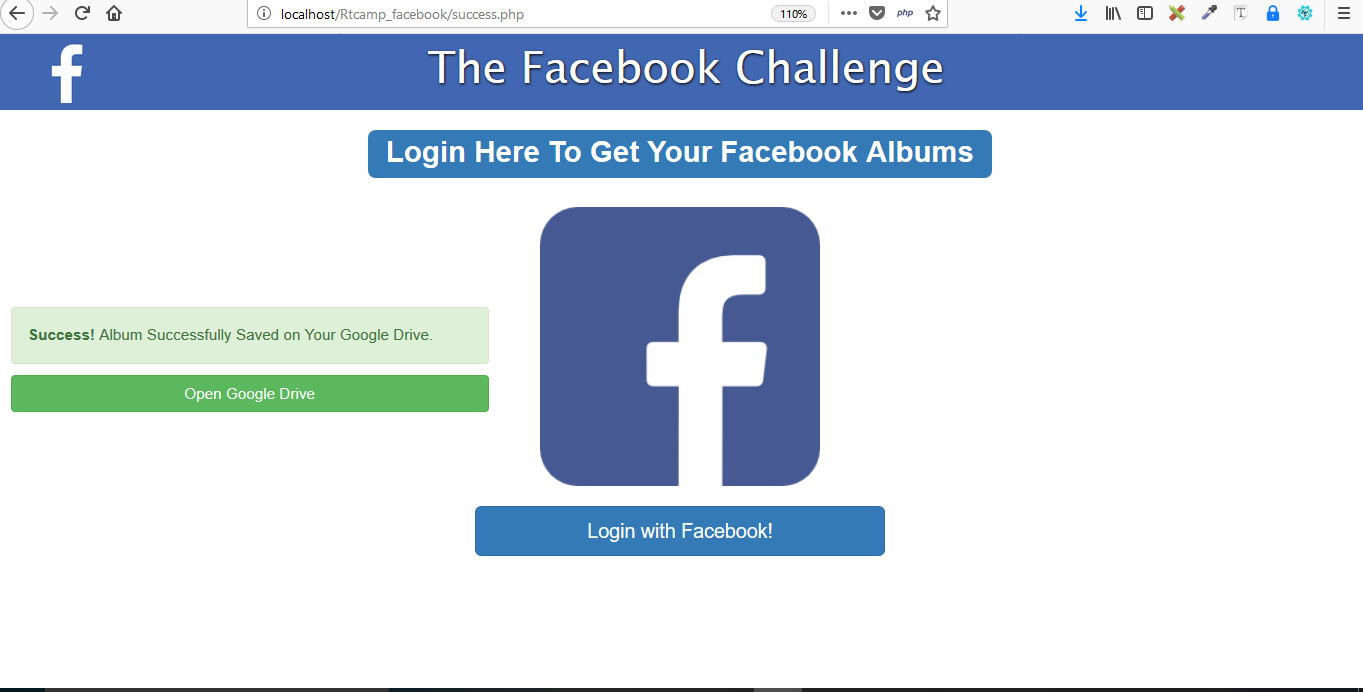 localhost/Rtcamp_facebook/success.php
110%
php
T
The Facebook Challenge
Login Here To Get Your Facebook Albums
Success! Album Successfully Saved on Your Google Drive.
Open Google Drive
Login with Facebook!